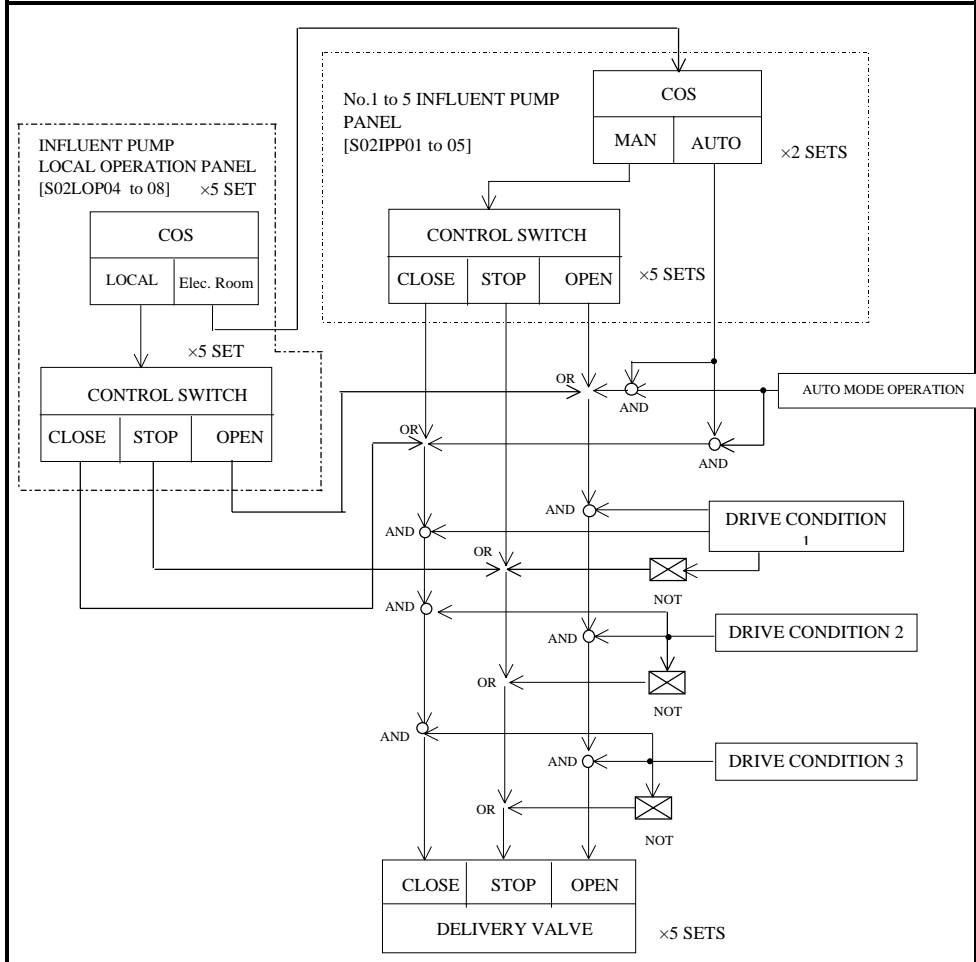 COS
MAN AUTO
×2 SETS
No.1 to 5 INFLUENT PUMP
PANEL
[S02IPP01 to 05]
INFLUENT PUMP
LOCAL OPERATION PANEL
[S02LOP04 to 08] ×5 SET
COS
LOCAL Elec. Room
CONTROL SWITCH
CLOSE STOP OPEN
×5 SETS
×5 SET
CONTROL SWITCH
CLOSE STOP OPEN
OR
AND
AUTO MODE OPERATION
OR
AND
AND
AND
DRIVE CONDITION
1
OR
NOT
AND
AND
DRIVE CONDITION 2
OR
NOT
AND
AND
DRIVE CONDITION 3
OR
NOT
CLOSE STOP OPEN
DELIVERY VALVE
×5 SETS